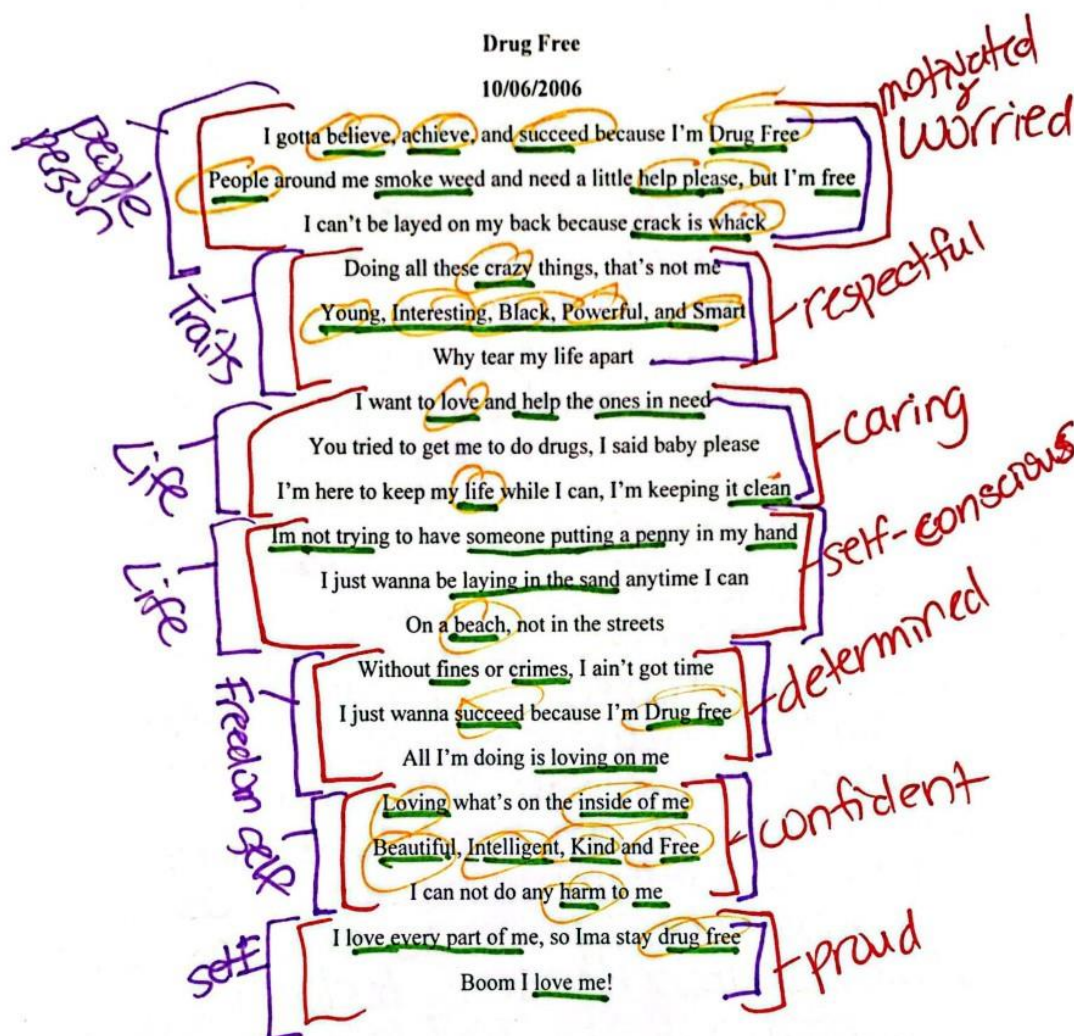 Drug Free
10/06/2006
I gotta believe, achieve, and succeed because I'm Drug Free
People around me smoke weed and need a little help please, but I'm free
I can't be layed on my back because crack is whack
Doing all these crazy things, that's not me
Young, Interesting, Black, Powerful, and Smart
Why tear my life apart
I want to love and help the ones in need
You tried to get me to do drugs, I said baby please
I'm here to keep my life while I can, I'm keeping it clean
Im not trying to have someone putting a penny in my hand
I just wanna be laying in the sand anytime I can
On a beach, not in the streets
Without fines or crimes, I ain't got time
I just wanna succeed because I'm Drug free
All I'm doing is loving on me
Loving what's on the inside of me
Beautiful, Intelligent, Kind and Free
I can not do any harm to me
I love every part of me, so Ima stay drug free
Boom I love me!
people
Traits
Life
Life
Freedom
self
self
motivated
worried
respectful
caring
self-conscious
determined
confident
proud